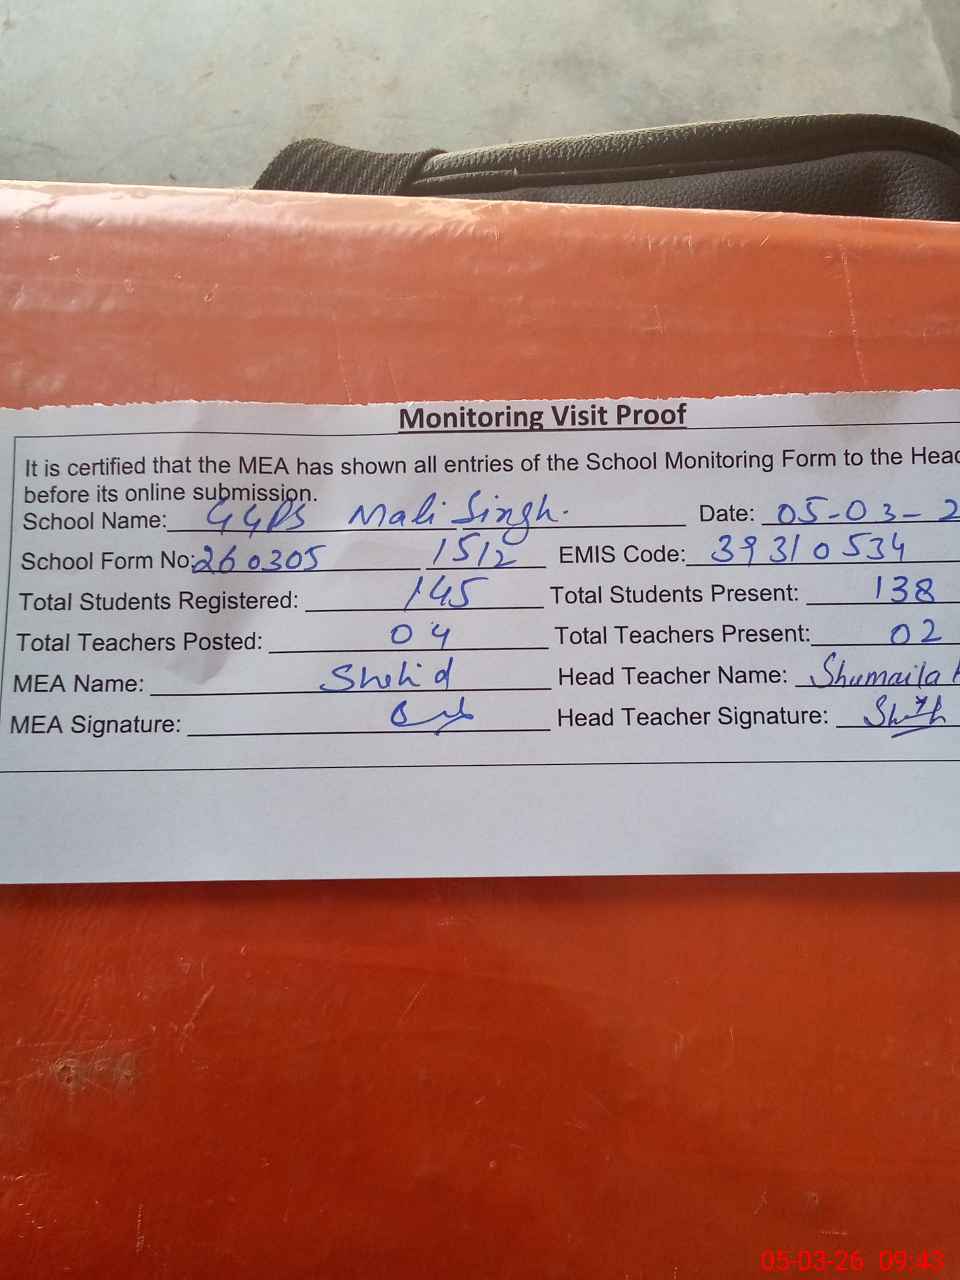 Monitoring Visit Proof
It is certified that the MEA has shown all entries of the School Monitoring Form to the Head
before its online submission.
School Name: GGPS Mali Singh. Date: 05-03-2
School Form No: 260305 1512 EMIS Code: 39310534
Total Students Registered: 145 Total Students Present: 138
Total Teachers Posted: 04 Total Teachers Present: 02
MEA Name: Shahid Head Teacher Name: Shumaila
MEA Signature: Head Teacher Signature:
05-03-26 09:43